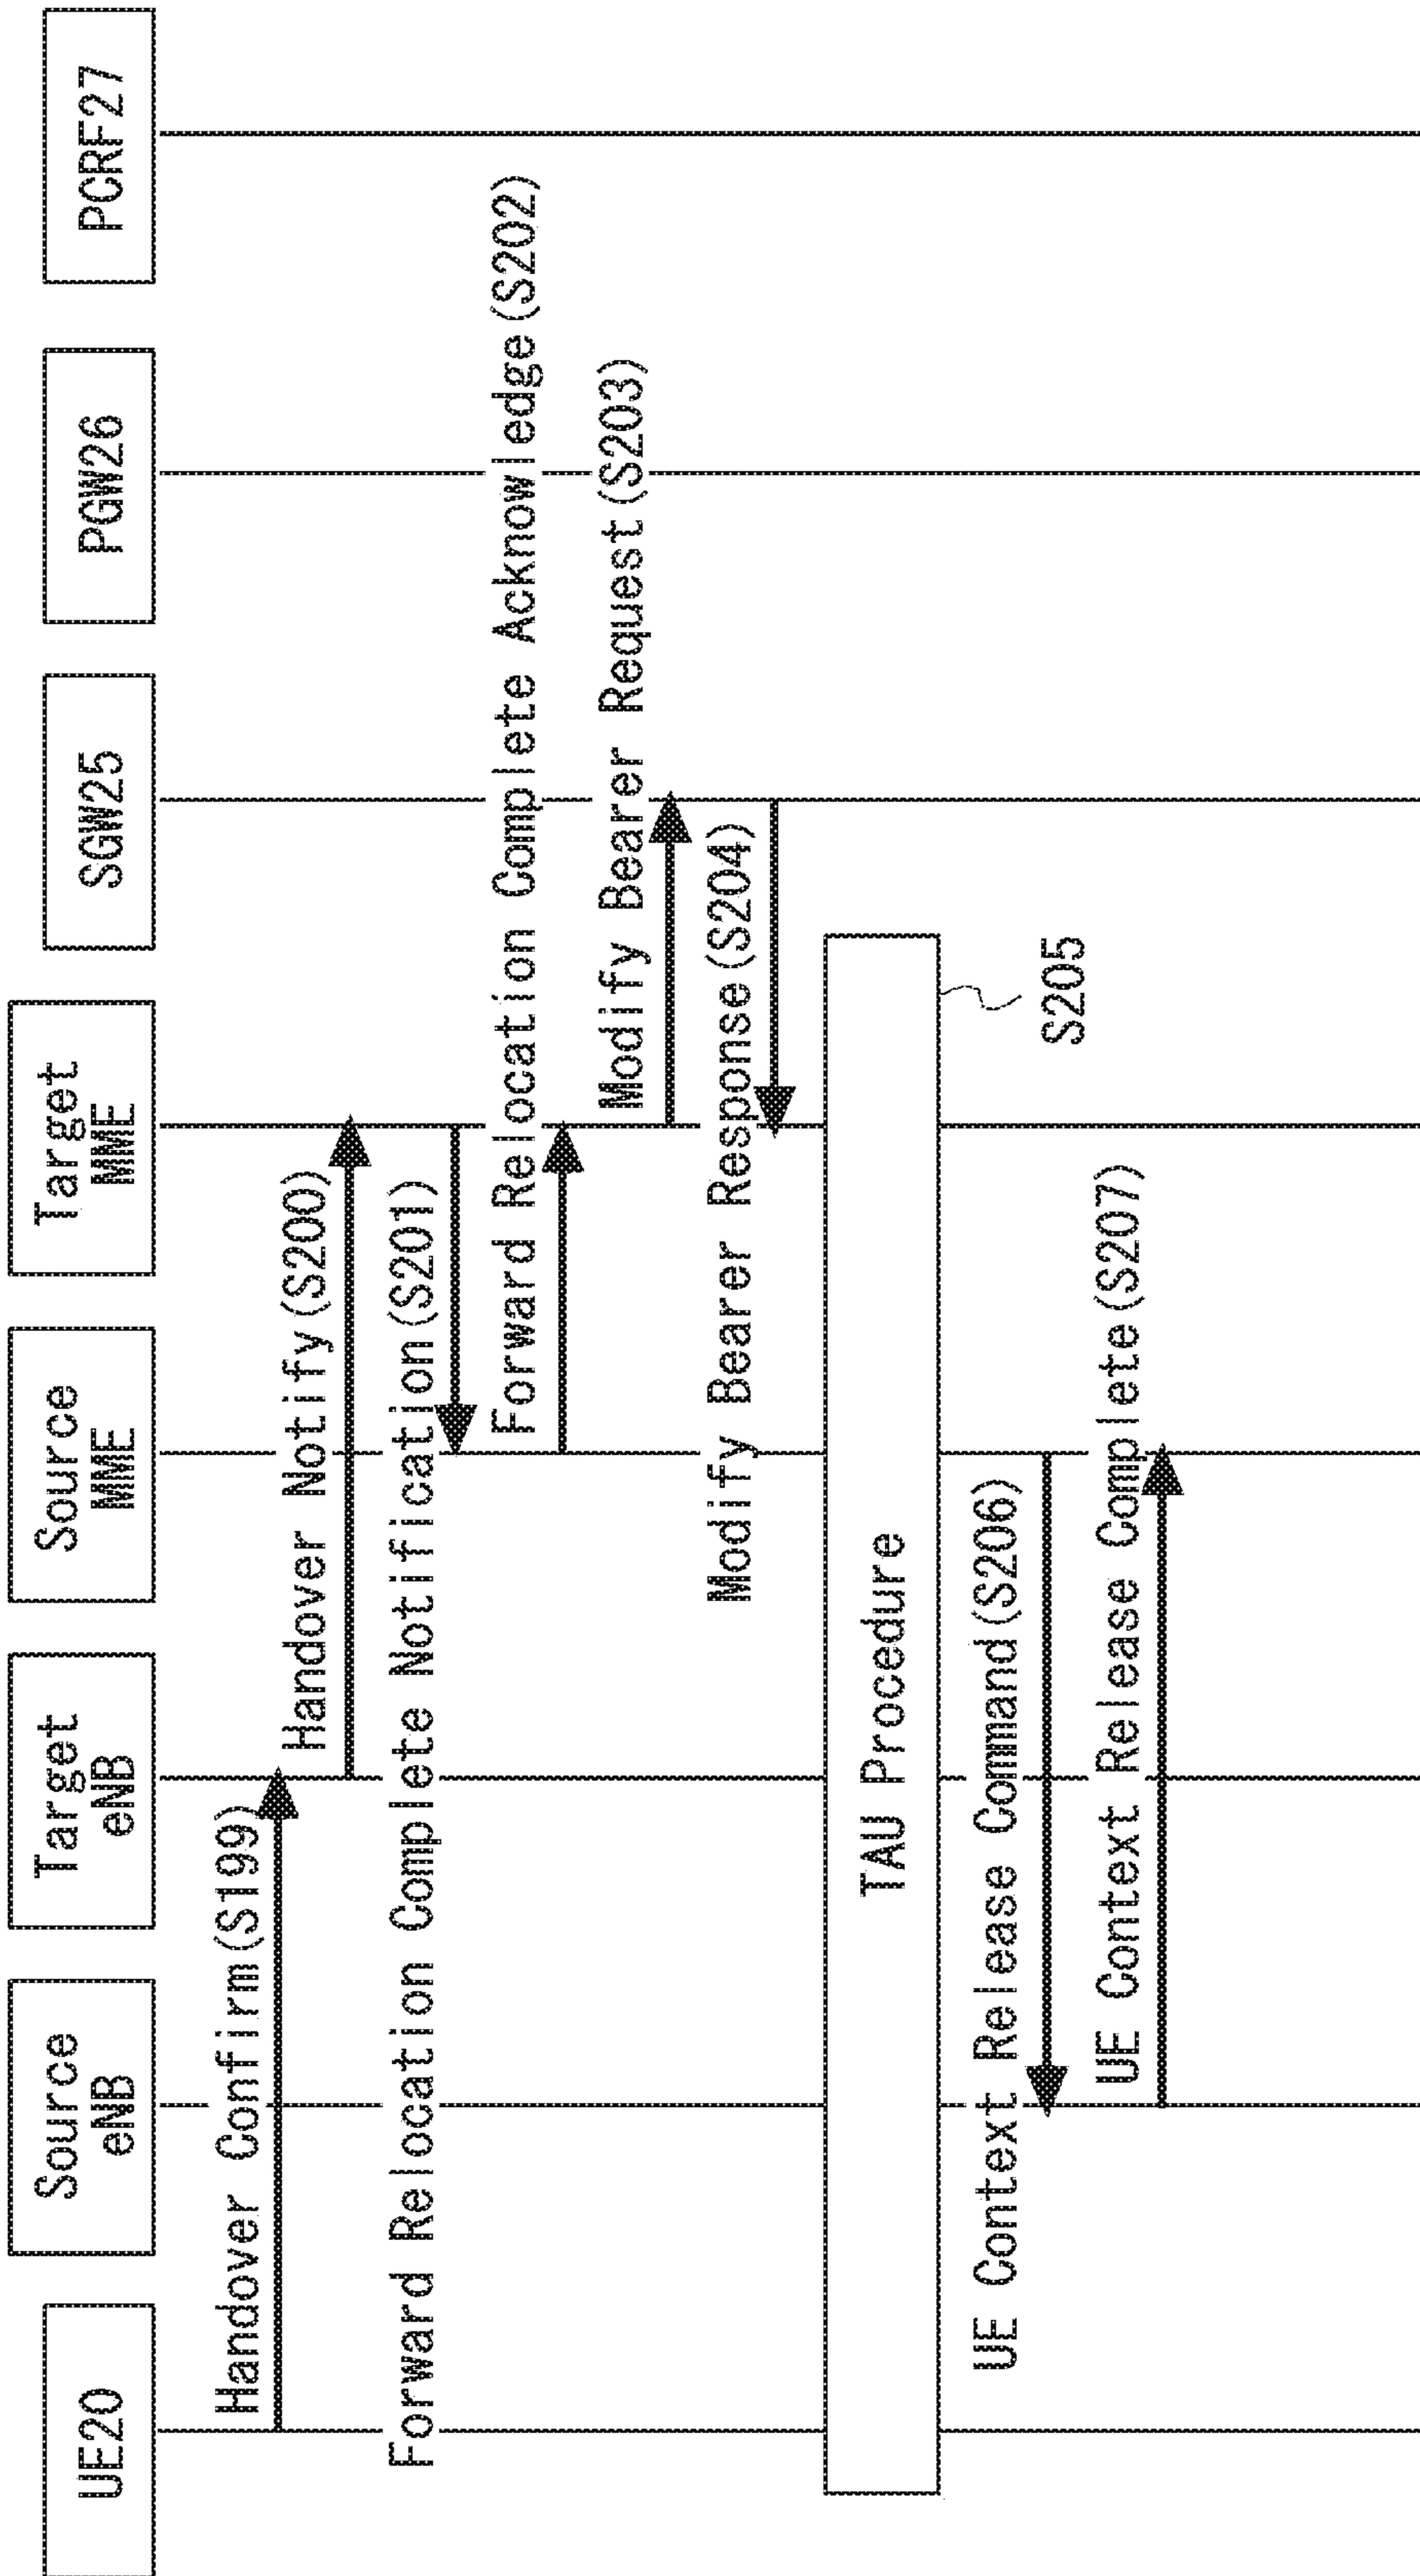 UE20
Source
eNB
Target
eNB
Source
MME
Target
MME
SGW25
PGW26
PCRF27
Handover Confirm(S199)
Handover Notify(S200)
Forward Relocation Complete Notification(S201)
Forward Relocation Complete Acknowledge(S202)
Modify Bearer Request(S203)
Modify Bearer Response(S204)
TAU Procedure
S205
UE Context Release Command(S206)
UE Context Release Complete(S207)